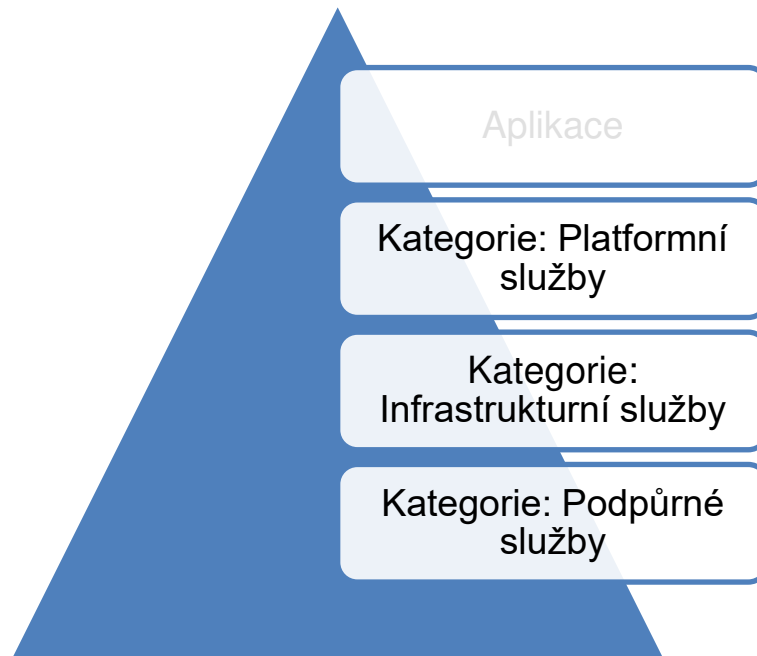 Aplikace
Kategorie: Platformní
služby
Kategorie:
Infrastrukturní služby
Kategorie: Podpůrné
služby